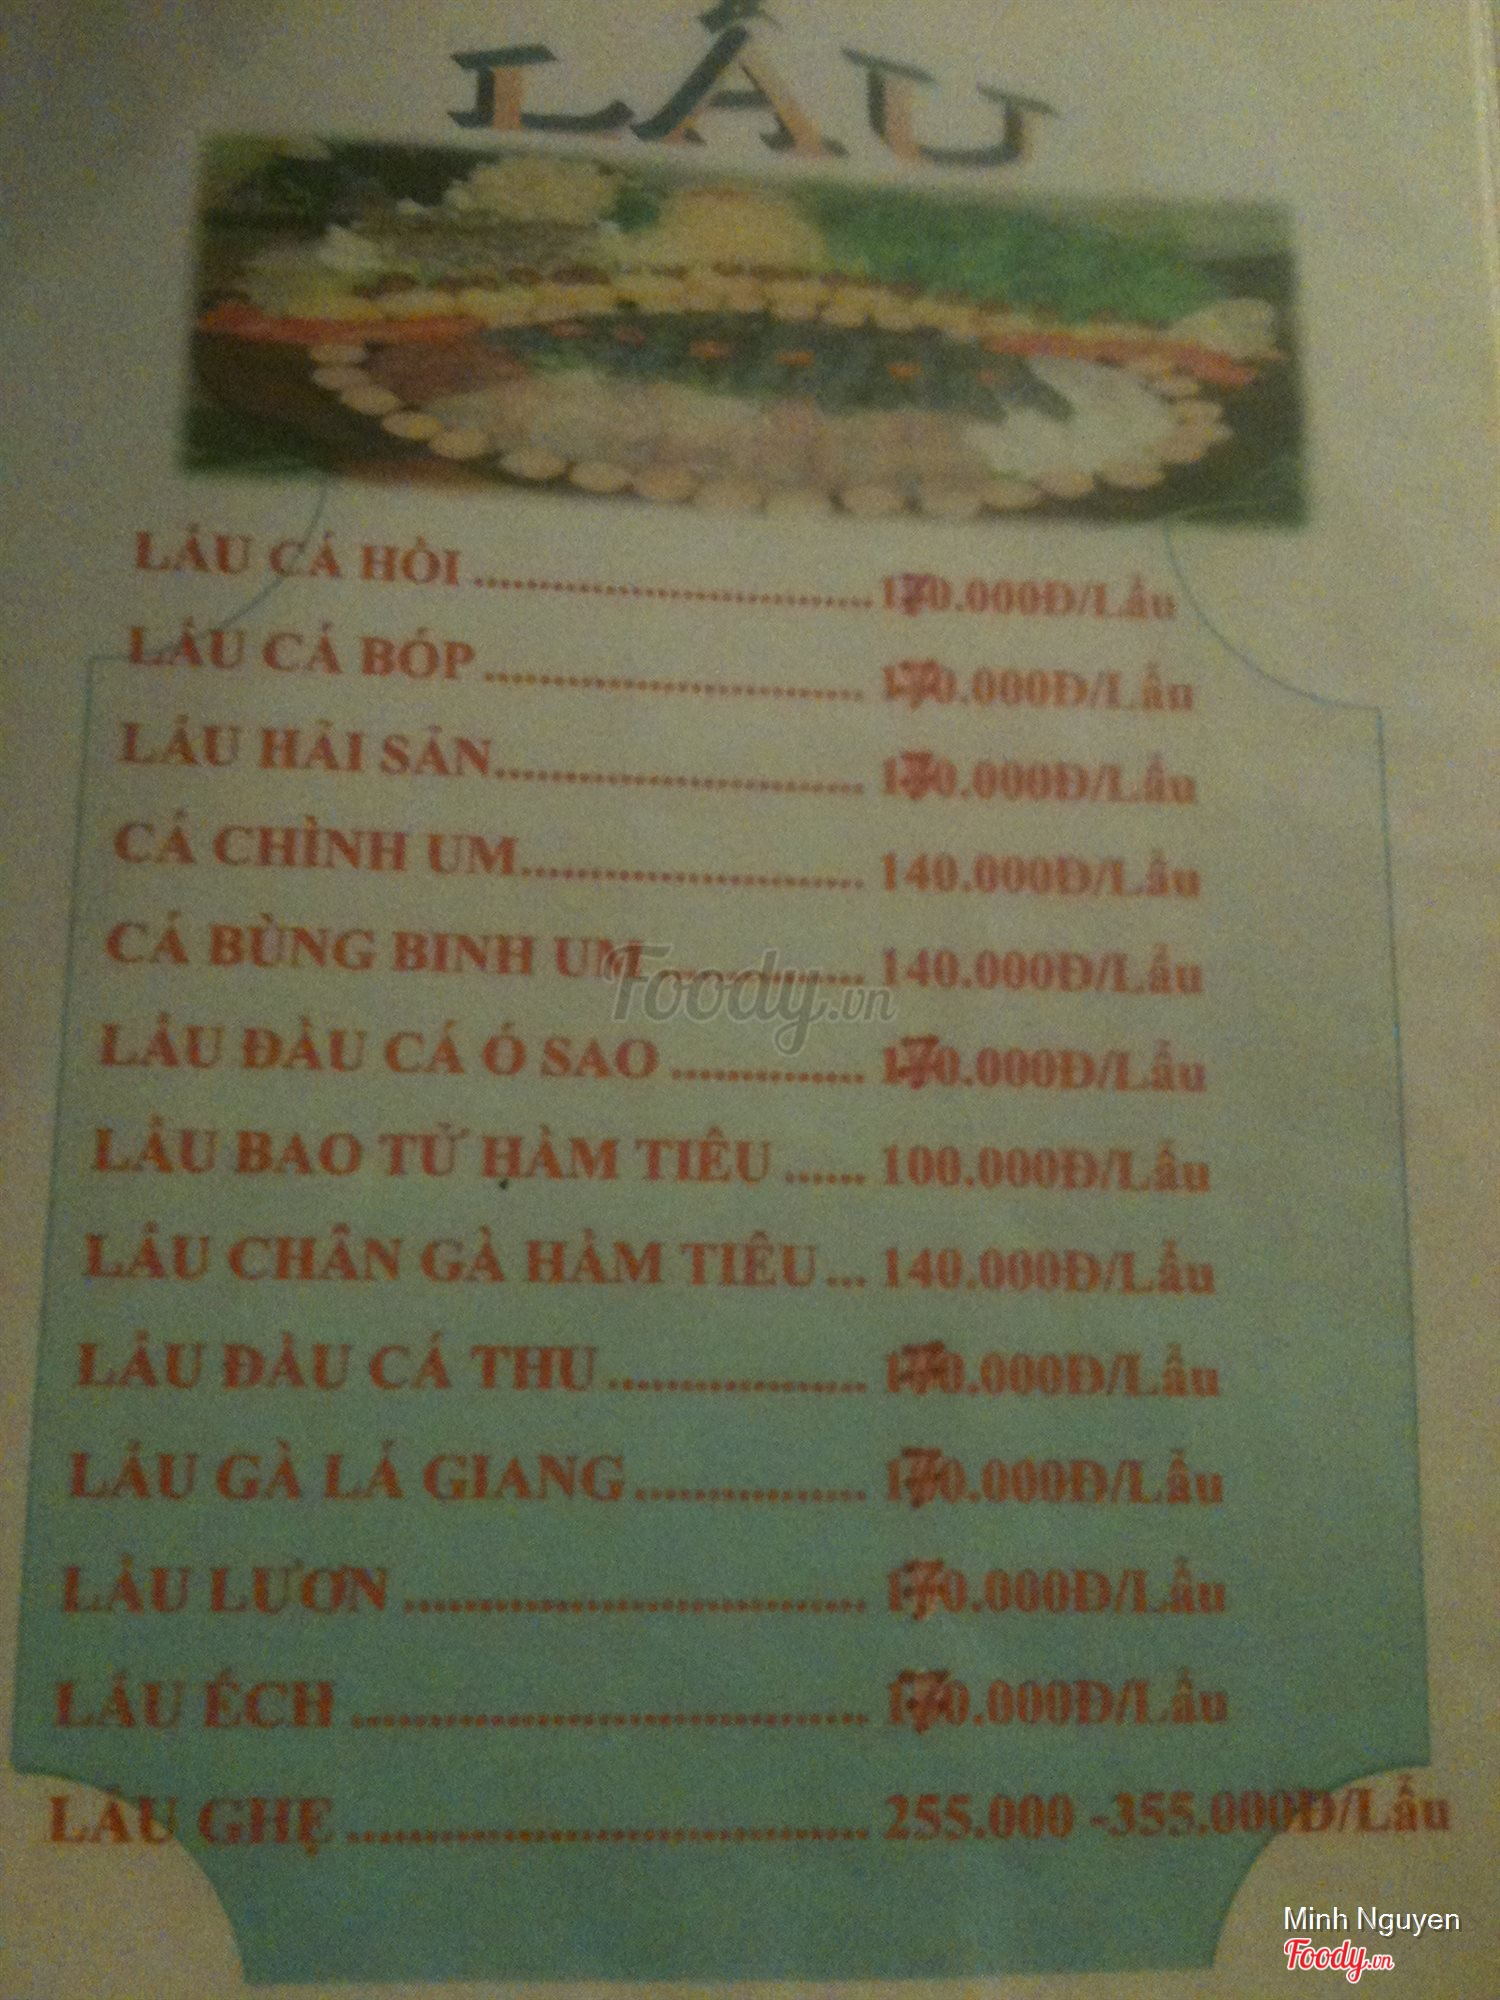 LẨU
LẨU CÁ HỒI ........................ 170.000Đ/Lẩu
LẨU CÁ BÓP ........................ 170.000Đ/Lẩu
LẨU HẢI SẢN........................ 170.000Đ/Lẩu
CÁ CHÌNH UM........................ 140.000Đ/Lẩu
CÁ BÙNG BINH UM ............ 140.000Đ/Lẩu
Foody.vn
LẨU ĐẦU CÁ Ó SAO ............ 170.000Đ/Lẩu
LẨU BAO TỬ HẦM TIÊU ...... 100.000Đ/Lẩu
LẨU CHÂN GÀ HẦM TIÊU ... 140.000Đ/Lẩu
LẨU ĐẦU CÁ THU ................ 170.000Đ/Lẩu
LẨU GÀ LÁ GIANG ................ 170.000Đ/Lẩu
LẨU LƯƠN .............................. 170.000Đ/Lẩu
LẨU ẾCH ................................ 170.000Đ/Lẩu
LẨU GHẸ ................................ 255.000 -355.000Đ/Lẩu
Minh Nguyen
Foody.vn